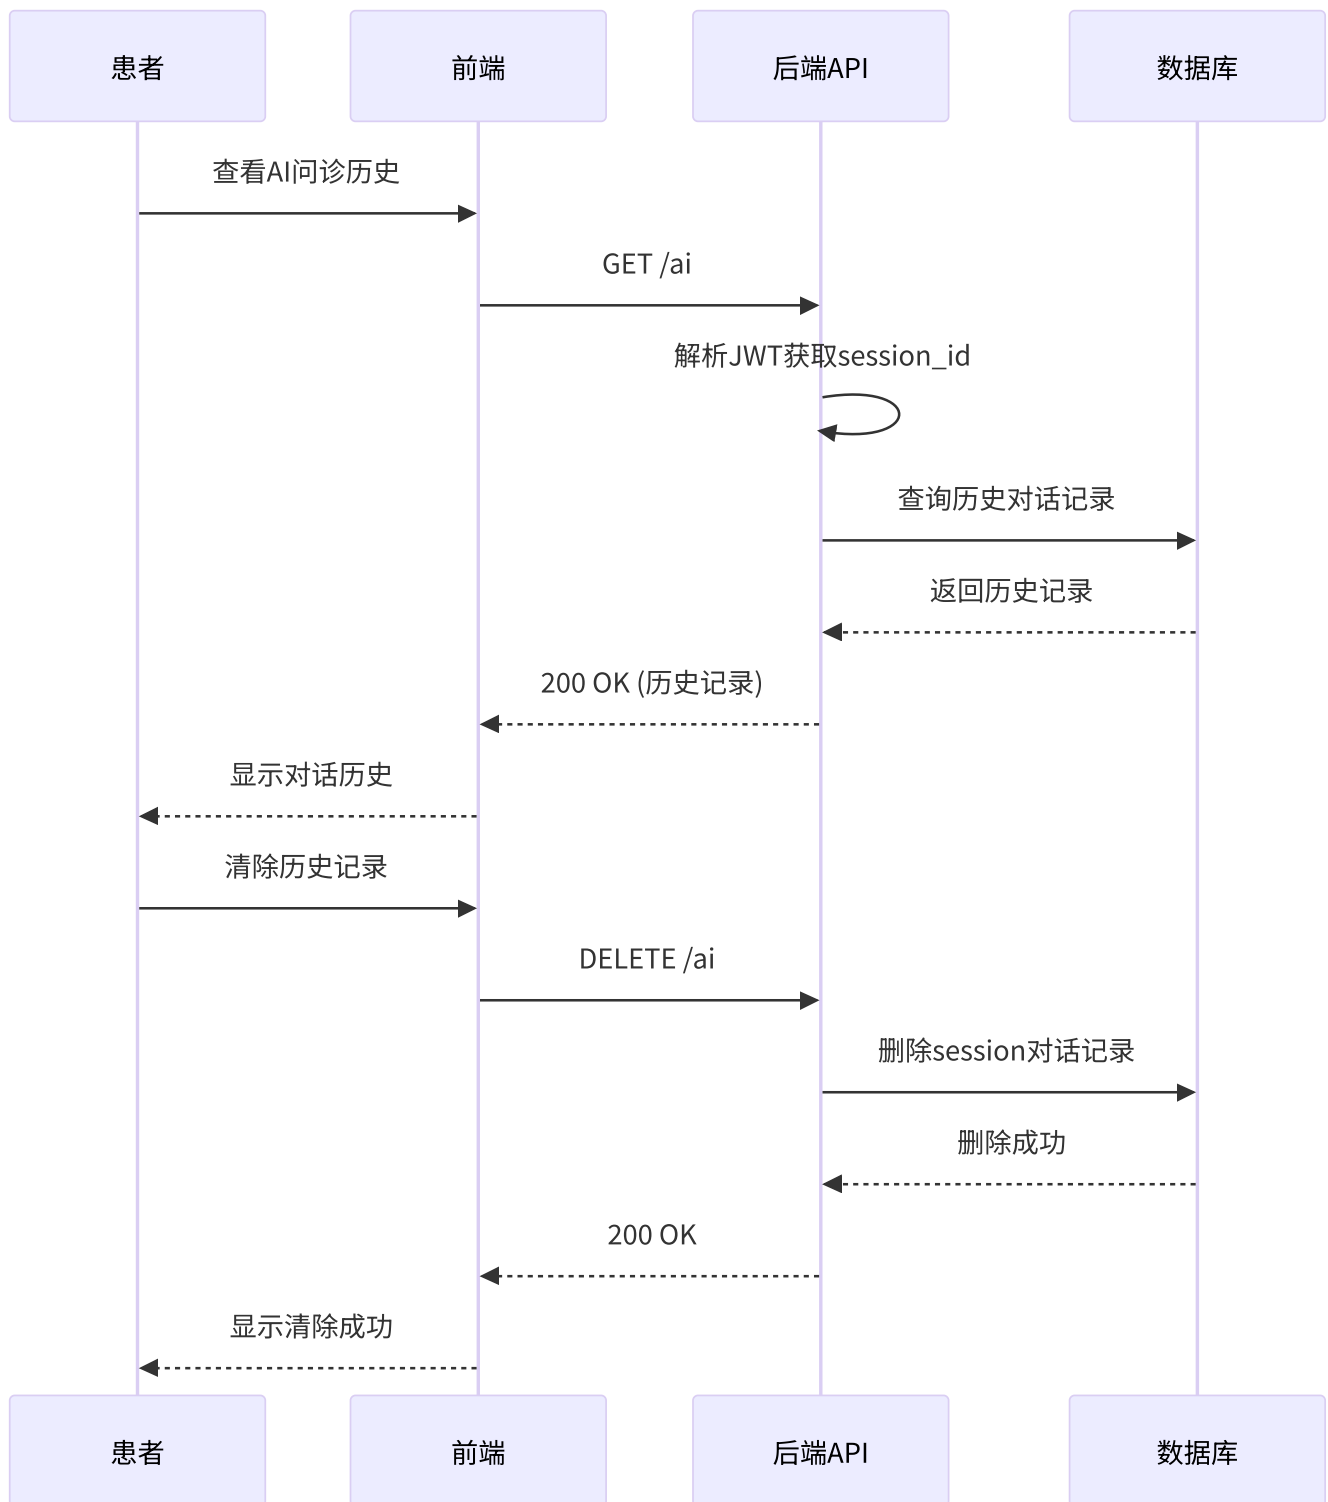 患者
前端
后端API
数据库
查看AI问诊历史
GET /ai
解析JWT获取session_id
查询历史对话记录
返回历史记录
200 OK (历史记录)
显示对话历史
清除历史记录
DELETE /ai
删除session对话记录
删除成功
200 OK
显示清除成功
患者
前端
后端API
数据库